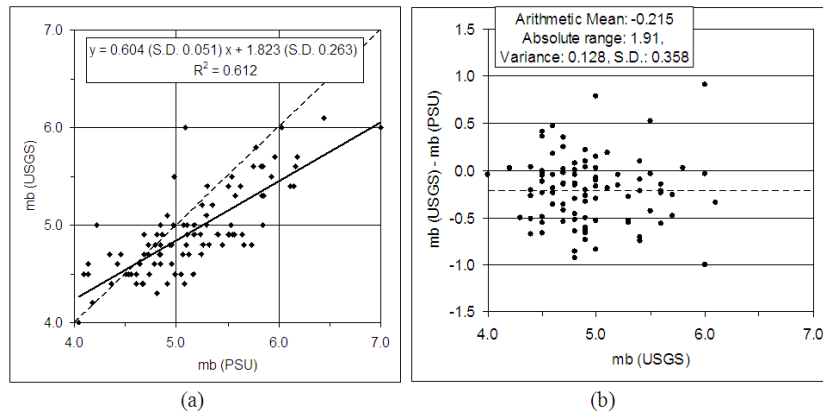 y = 0.604 (S.D. 0.051) x + 1.823 (S.D. 0.263)
R² = 0.612
7.0
6.0
5.0
4.0
mb (USGS)
4.0 5.0 6.0 7.0
mb (PSU)
(a)
Arithmetic Mean: -0.215
Absolute range: 1.91,
Variance: 0.128, S.D.: 0.358
1.5
1.0
0.5
0.0
-0.5
-1.0
-1.5
mb (USGS) - mb (PSU)
4.0 5.0 6.0 7.0
mb (USGS)
(b)